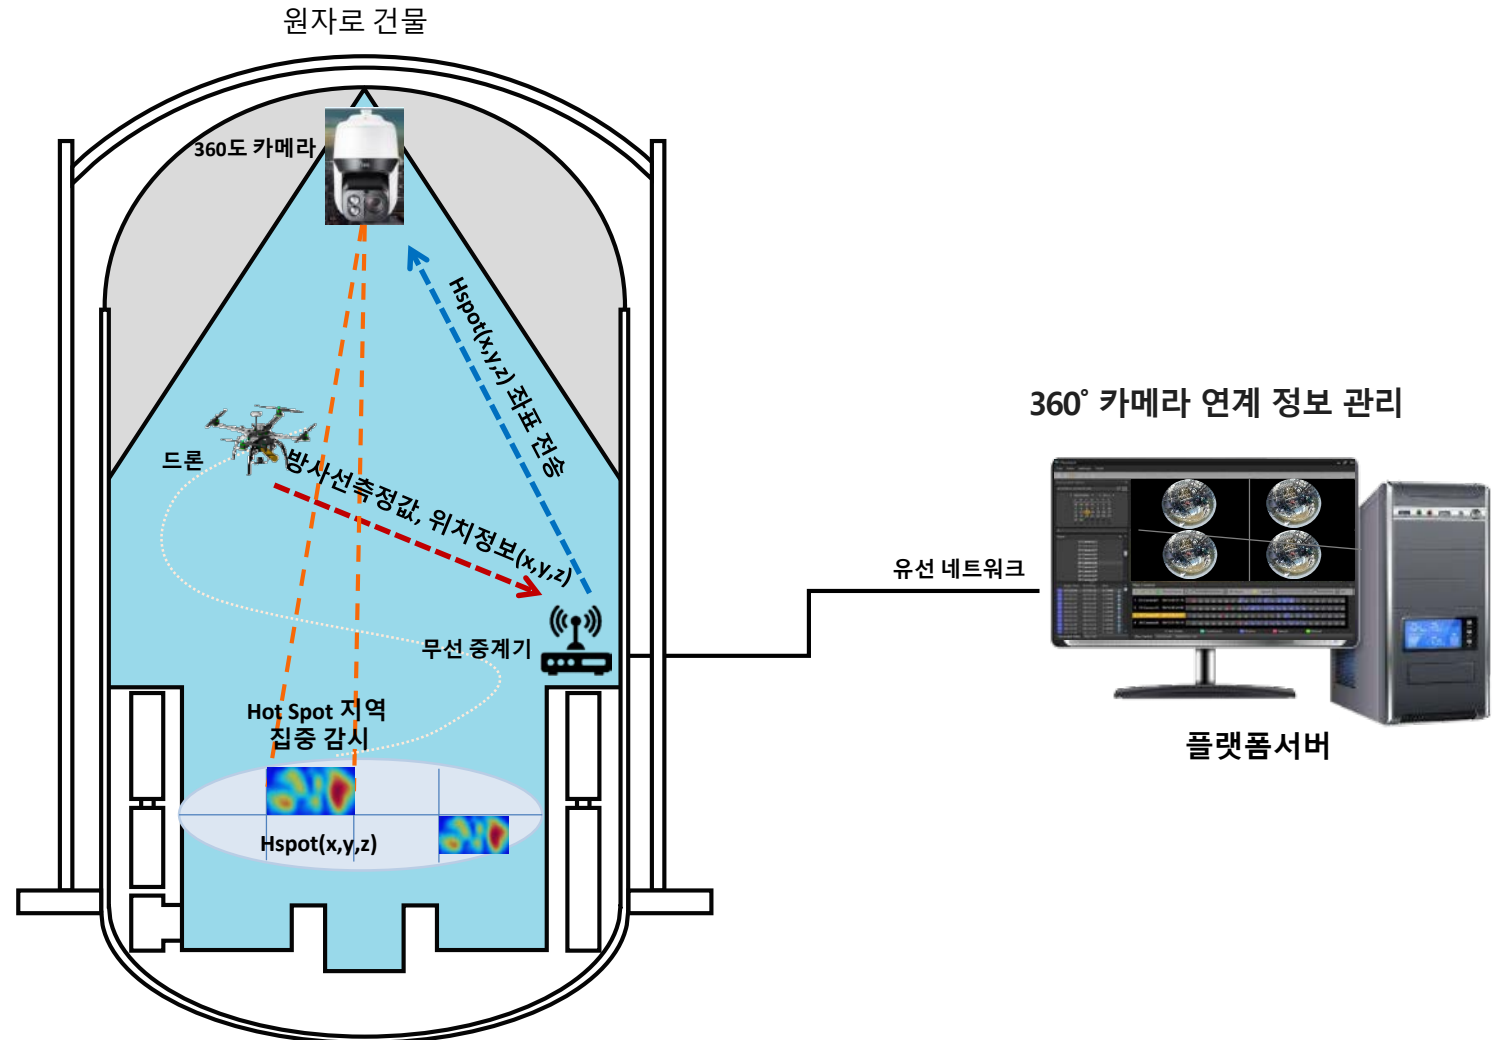 원자로 건물
360도 카메라
Hspot(x,y,z) 좌표 전송
360° 카메라 연계 정보 관리
드론
방사선측정값, 위치정보(x,y,z)
유선 네트워크
무선 중계기
Hot Spot 지역
집중 감시
플랫폼서버
Hspot(x,y,z)